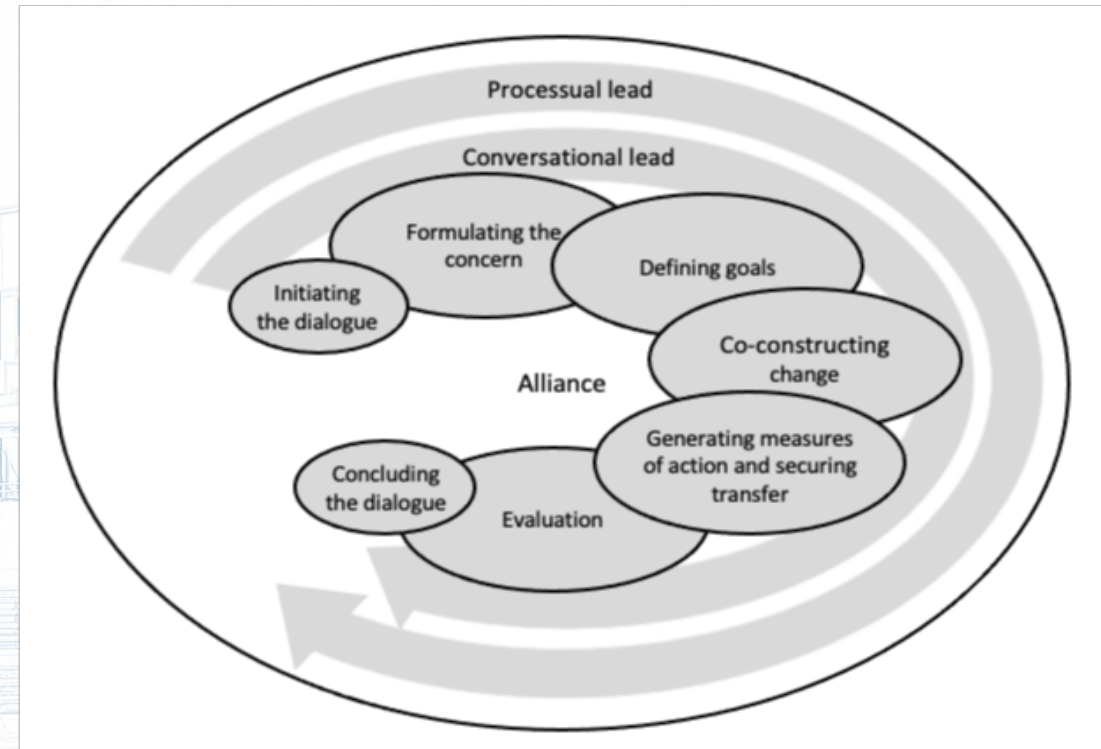 Processual lead
Conversational lead
Formulating the
concern
Defining goals
Initiating
the dialogue
Co-constructing
change
Alliance
Generating measures
of action and securing
transfer
Concluding
the dialogue
Evaluation